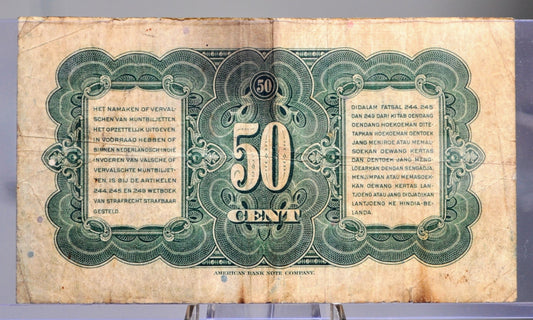 50
HET NAMAKEN OF VERVAL-
SCHEN VAN MUNTBILJETTEN,
HET OPZETTELIJK UITGEVEN,
IN VOORRAAD HEBBEN OF
BINNEN NEDERLANDSCH-INDIË
INVOEREN VAN VALSCHE OF
VERVALSCHTE MUNTBILJET-
TEN, IS BIJ DE ARTIKELEN
244, 245 EN 249 WETBOEK
VAN STRAFRECHT STRAFBAAR
GESTELD.
50
CENT
DIDALAM FATSAL 244, 245
DAN 249 DARI KITAB OENDANG
OENDANG HOEKOEMAN DITE-
TAPKAN HOEKOEMAN OENTOEK
JANG MENIROE ATAU MEMAL-
SOEKAN OEWANG KERTAS
DAN OENTOEK JANG MENG-
LOEARKAN DENGAN SENGADJA,
MENJIMPAN ATAU MEMASOEK-
KAN OEWANG KERTAS LAN-
TJOENG ATAU JANG DIDJADIKAN
LANTJOENG KE HINDIA-BE-
LANDA.
AMERICAN BANK NOTE COMPANY.